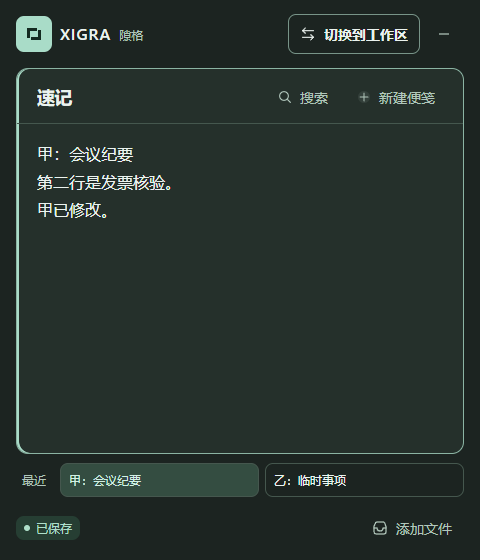 XIGRA 隐格
切换到工作区
速记
搜索
新建便笺
甲：会议纪要
第二行是发票核验。
甲已修改。
最近
甲：会议纪要
乙：临时事项
已保存
添加文件